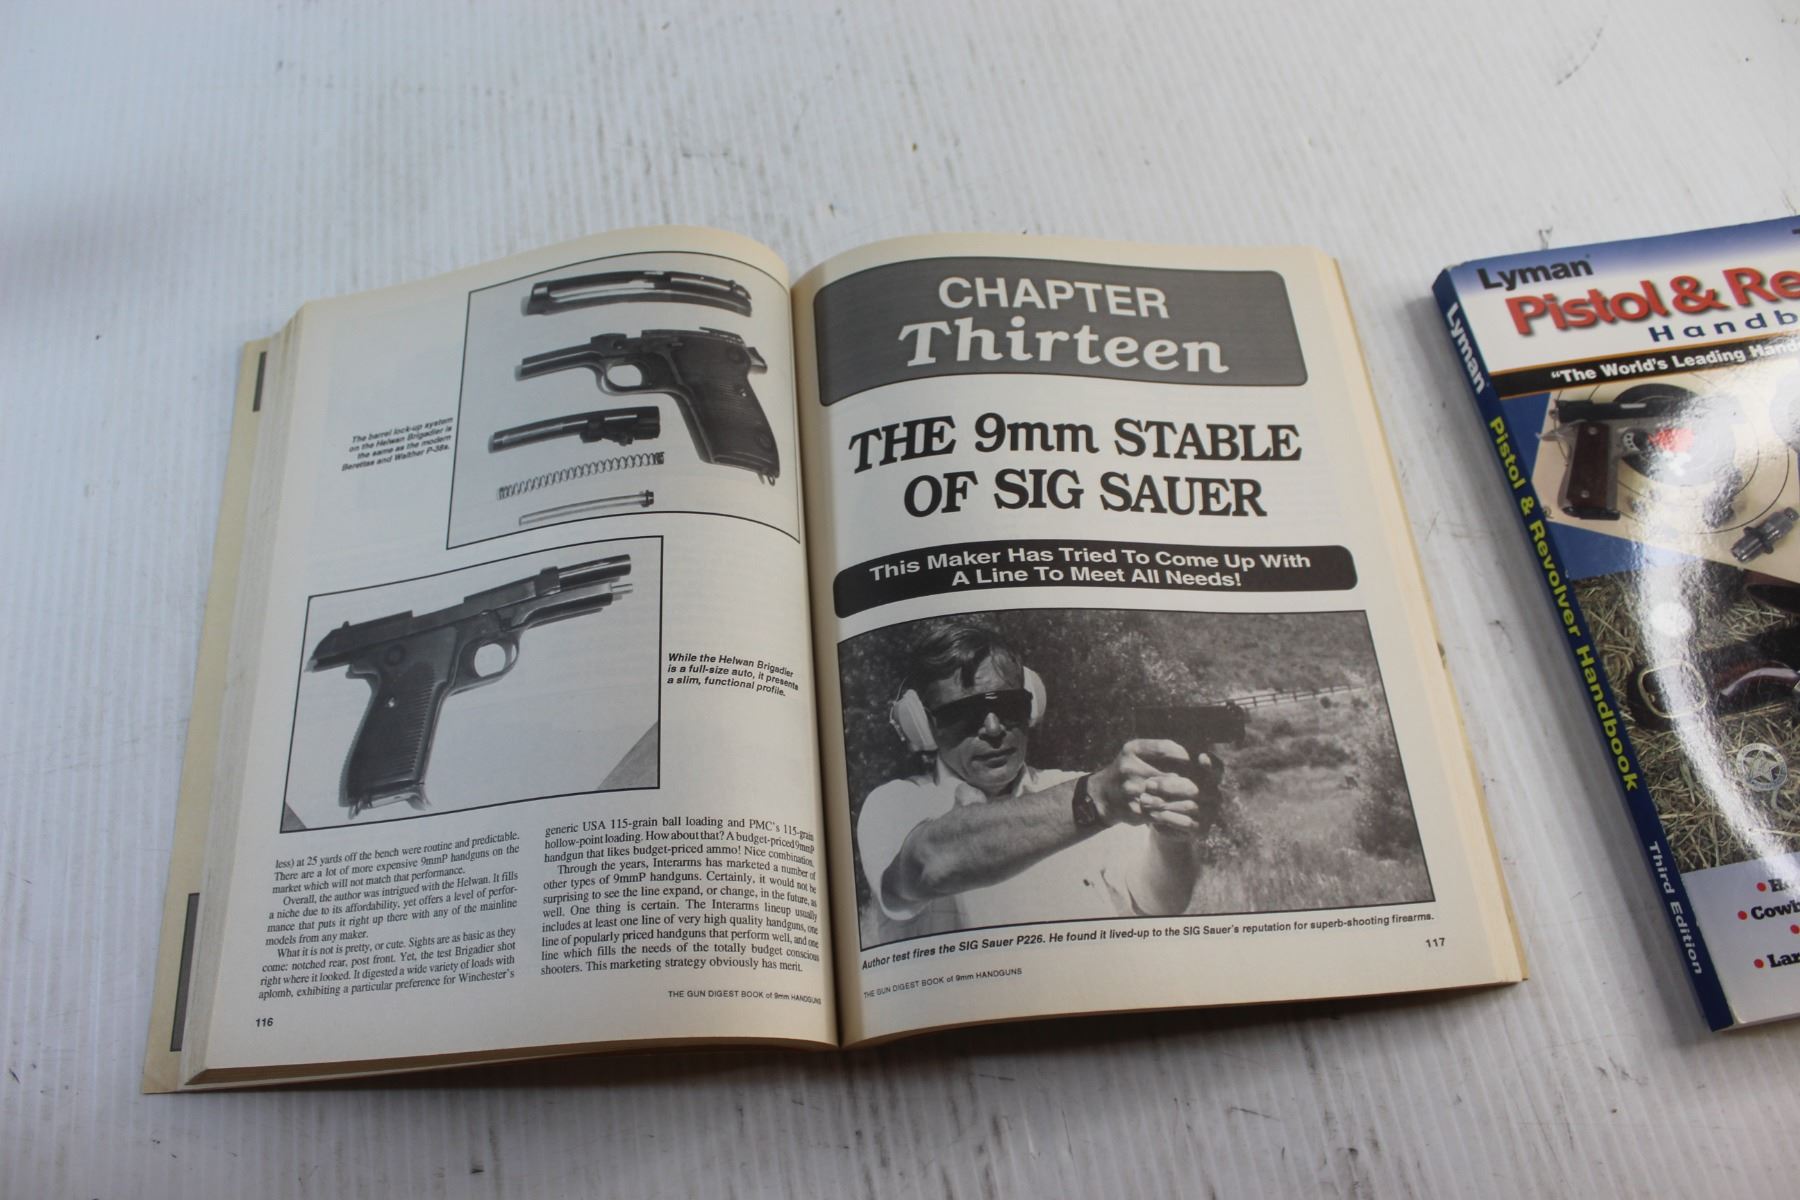 The barrel lock-up system
on the Helwan Brigadier is
the same as the modern
Berettas and Walther P-38s.
While the Helwan Brigadier
is a full-size auto, it presents
a slim, functional profile.
less) at 25 yards off the bench were routine and predictable.
There are a lot of more expensive 9mmP handguns on the
market which will not match that performance.
Overall, the author was intrigued with the Helwan. It fills
a niche due to its affordability, yet offers a level of perfor-
mance that puts it right up there with any of the mainline
models from any maker.
What it is not is pretty, or cute. Sights are as basic as they
come: notched rear, post front. Yet, the test Brigadier shot
right where it looked. It digested a wide variety of loads with
aplomb, exhibiting a particular preference for Winchester's
generic USA 115-grain ball loading and PMC's 115-grain
hollow-point loading. How about that? A budget-priced 9mmP
handgun that likes budget-priced ammo! Nice combination.
Through the years, Interarms has marketed a number of
other types of 9mmP handguns. Certainly, it would not be
surprising to see the line expand, or change, in the future, as
well. One thing is certain. The Interarms lineup usually
includes at least one line of very high quality handguns, one
line of popularly priced handguns that perform well, and one
line which fills the needs of the totally budget conscious
shooters. This marketing strategy obviously has merit.
116
THE GUN DIGEST BOOK of 9mm HANDGUNS
CHAPTER
Thirteen
THE 9mm STABLE
OF SIG SAUER
This Maker Has Tried To Come Up With
A Line To Meet All Needs!
Author test fires the SIG Sauer P226. He found it lived-up to the SIG Sauer's reputation for superb-shooting firearms.
THE GUN DIGEST BOOK of 9mm HANDGUNS
117
Lyman
Pistol & Revolver Handbook
Third Edition
Lyman®
Pistol & Re
Handb
"The World's Leading Hand
Cowb
Lar